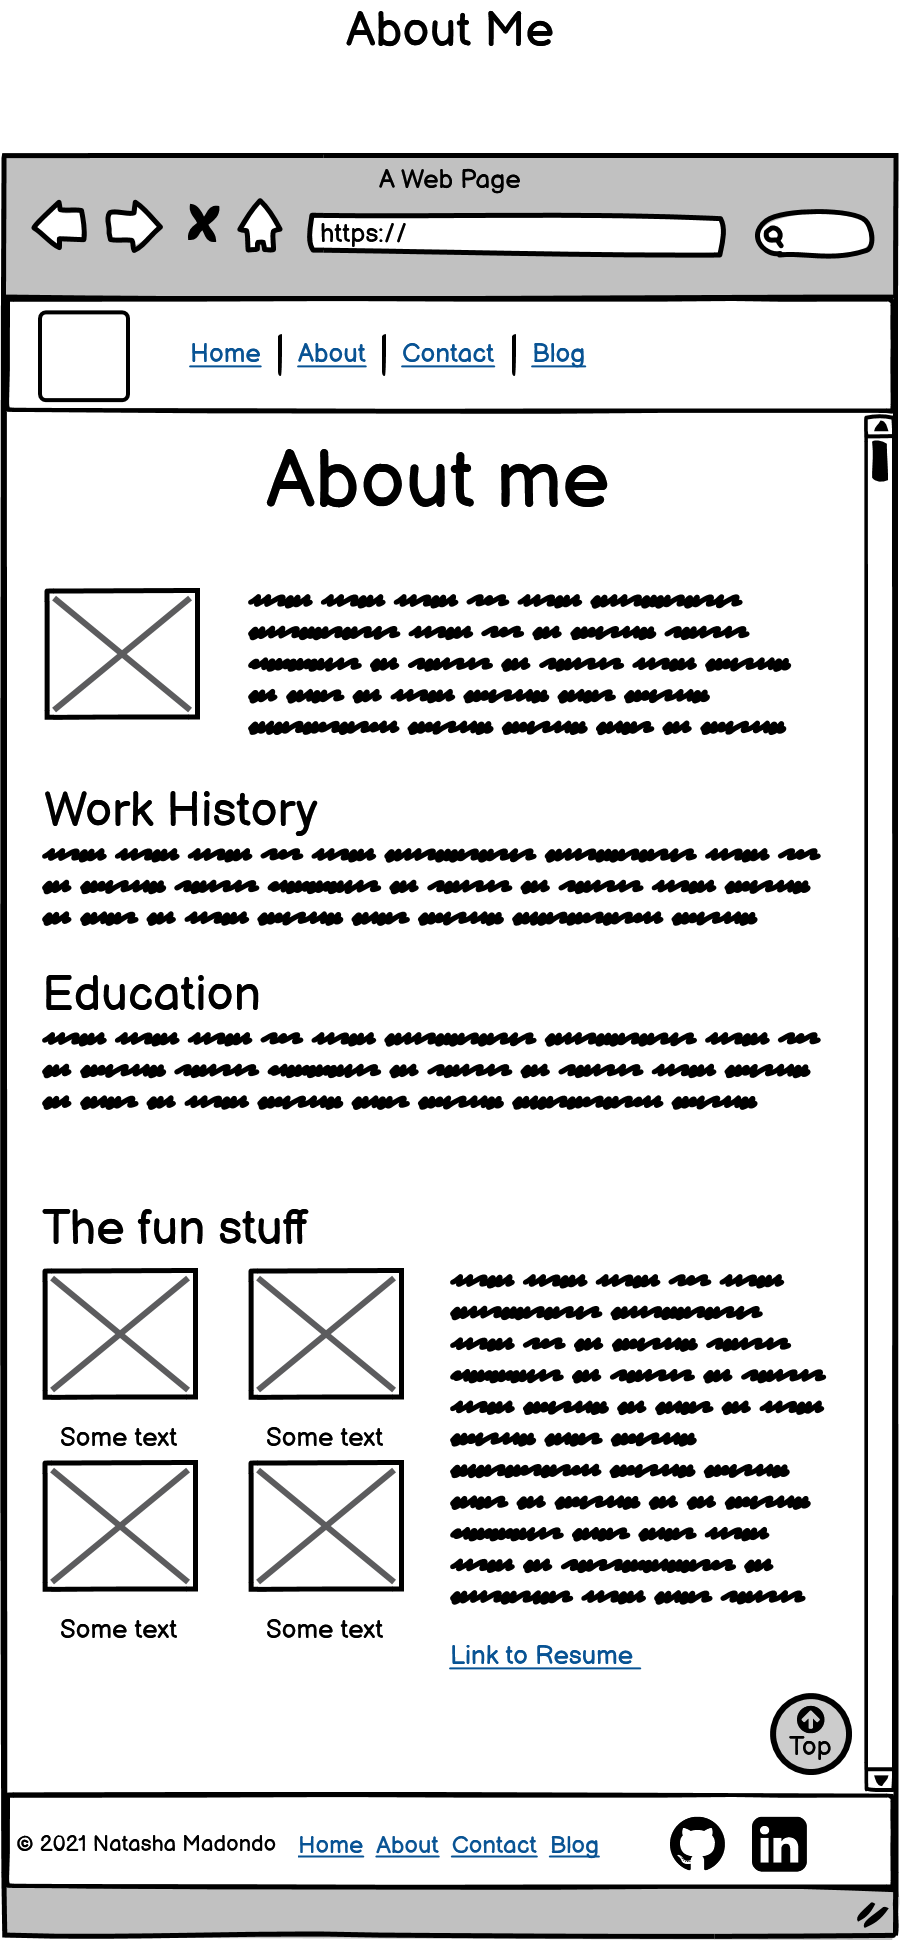 About Me
A Web Page
https://
Home About Contact Blog
About me
Work History
Education
The fun stuff
Some text Some text
Some text Some text
Link to Resume
Top
© 2021 Natasha Madondo Home About Contact Blog
in